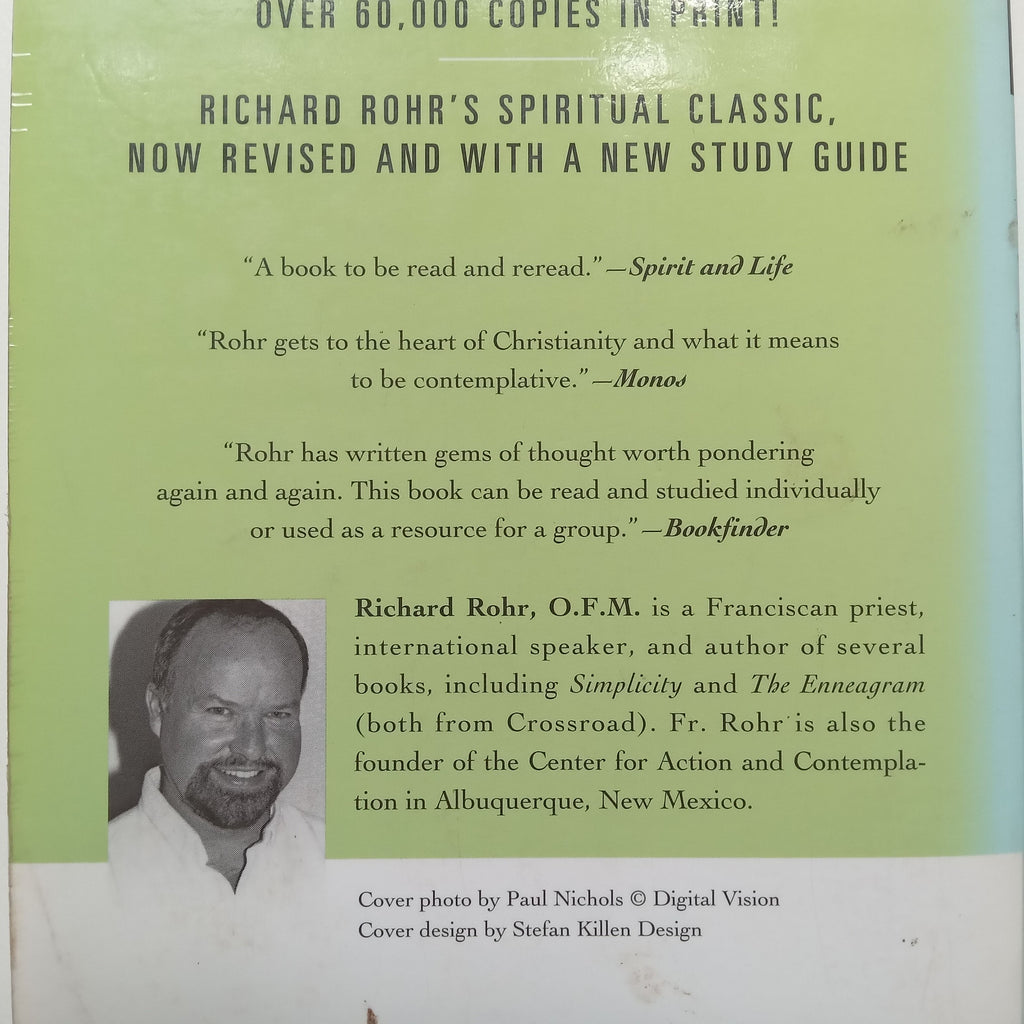 OVER 60,000 COPIES IN PRINT!
RICHARD ROHR'S SPIRITUAL CLASSIC,
NOW REVISED AND WITH A NEW STUDY GUIDE
“A book to be read and reread.”—Spirit and Life
“Rohr gets to the heart of Christianity and what it means
to be contemplative.”—Monos
“Rohr has written gems of thought worth pondering
again and again. This book can be read and studied individually
or used as a resource for a group.”—Bookfinder
Richard Rohr, O.F.M. is a Franciscan priest,
international speaker, and author of several
books, including Simplicity and The Enneagram
(both from Crossroad). Fr. Rohr is also the
founder of the Center for Action and Contempla-
tion in Albuquerque, New Mexico.
Cover photo by Paul Nichols © Digital Vision
Cover design by Stefan Killen Design